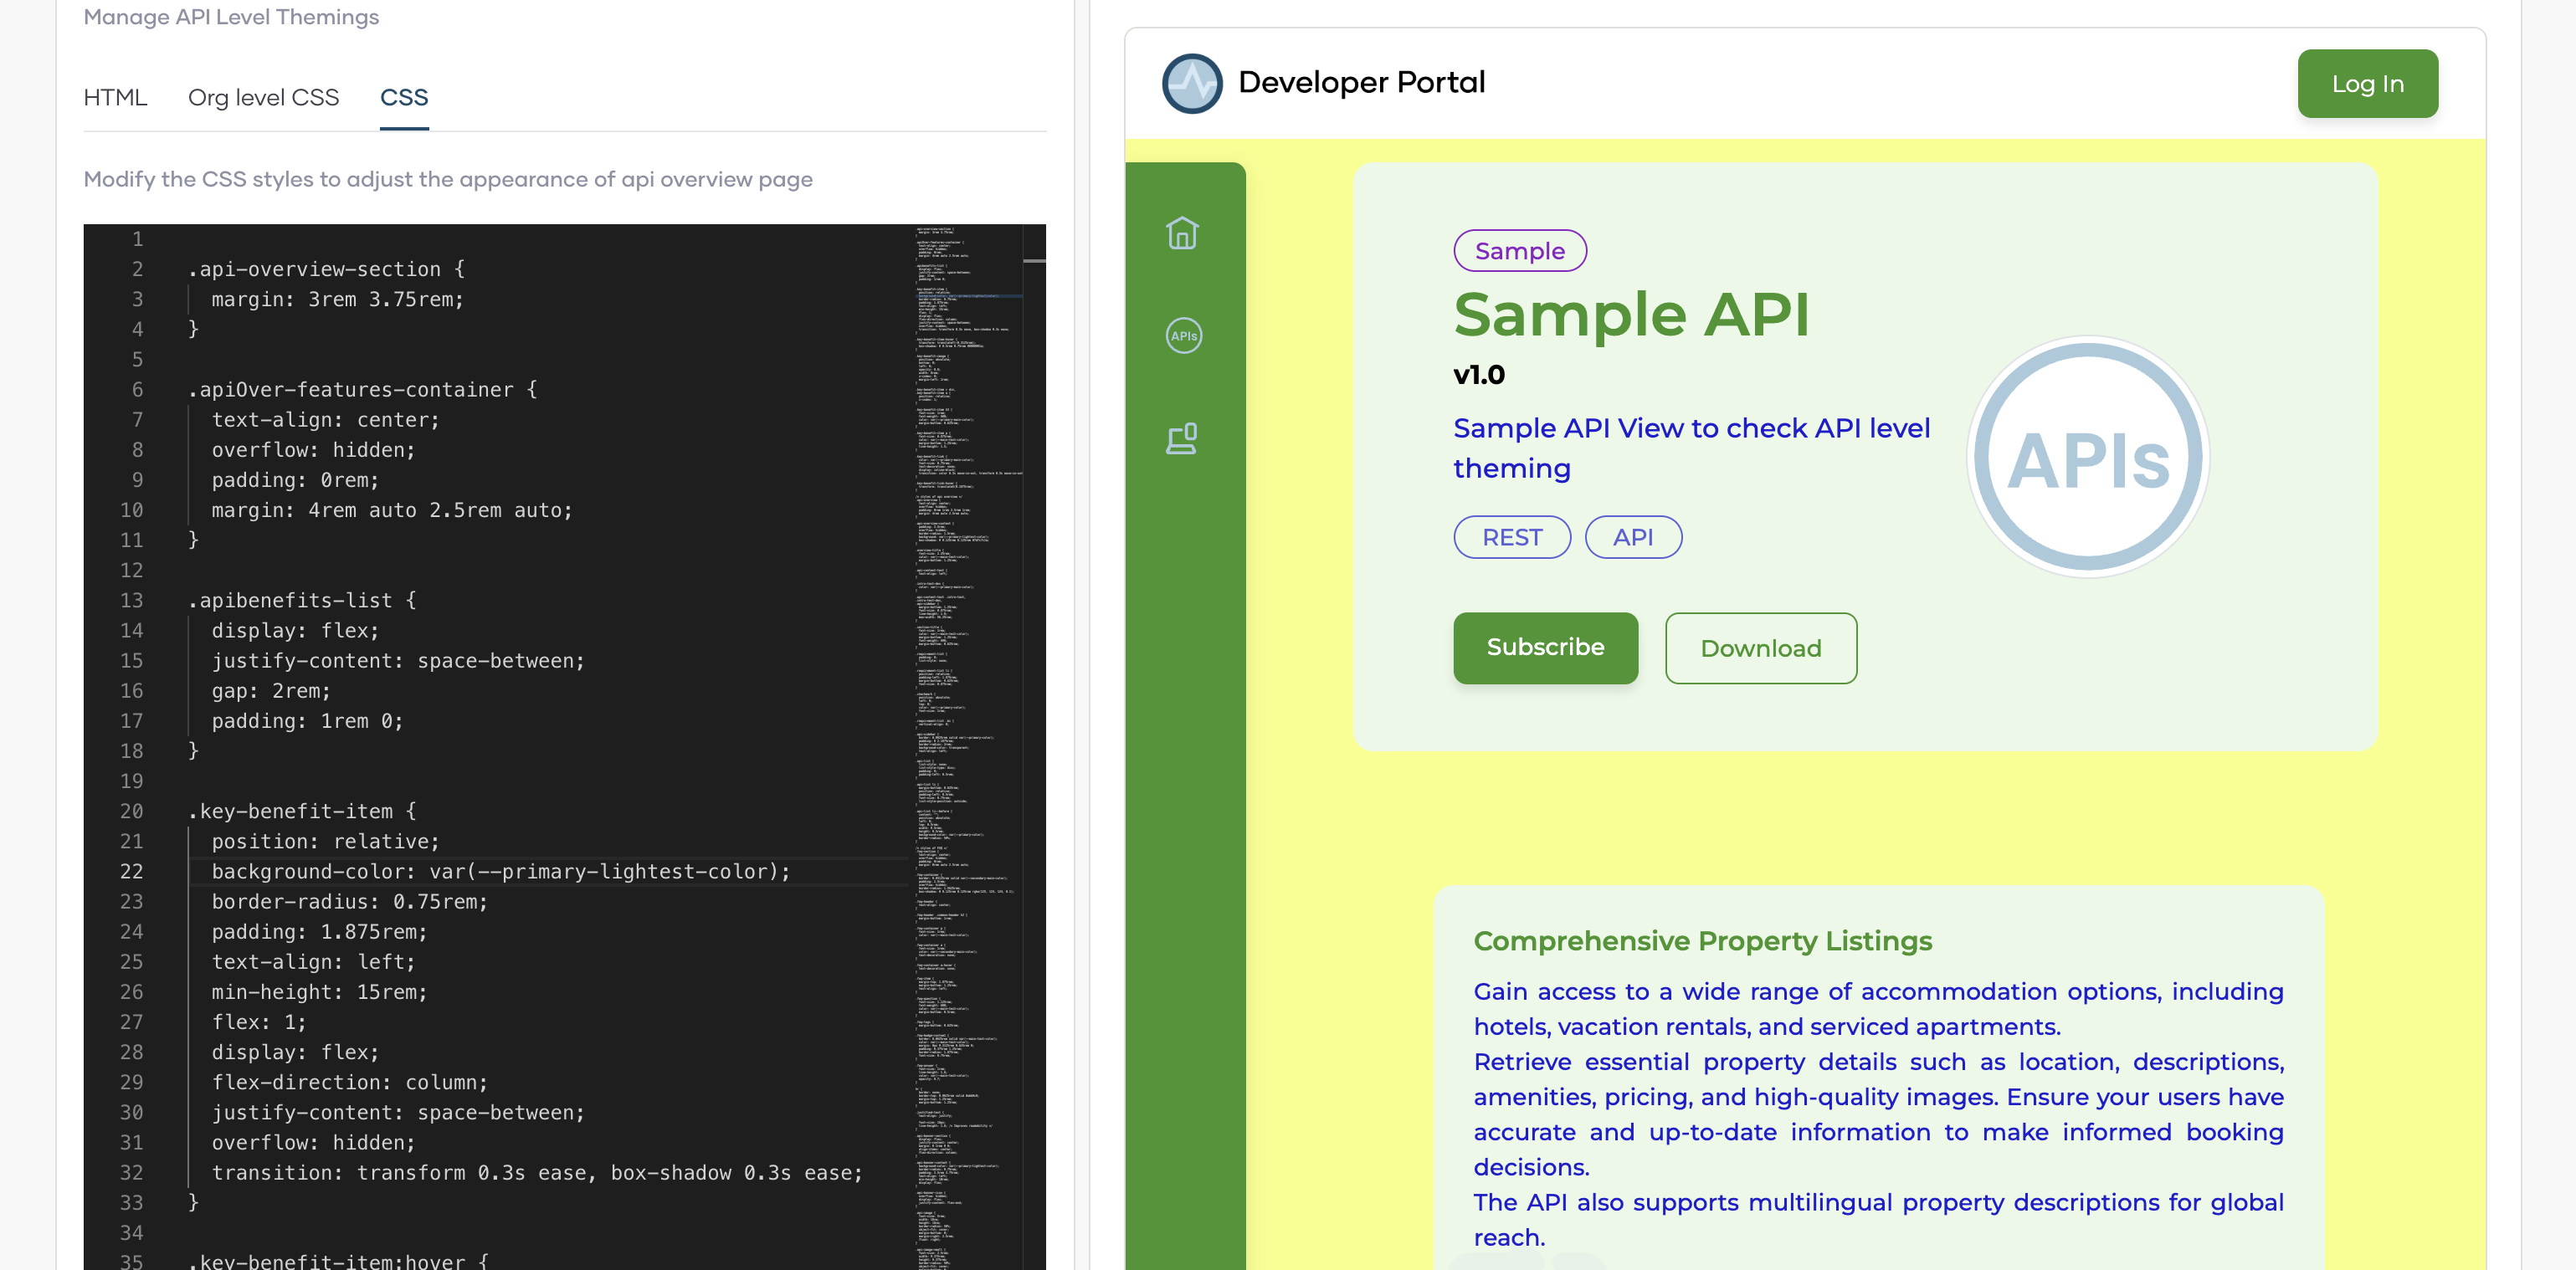 Manage API Level Themings
HTML Org level CSS CSS
Modify the CSS styles to adjust the appearance of api overview page
1
2 .api-overview-section {
3 margin: 3rem 3.75rem;
4 }
5
6 .apiOver-features-container {
7 text-align: center;
8 overflow: hidden;
9 padding: 0rem;
10 margin: 4rem auto 2.5rem auto;
11 }
12
13 .apibenefits-list {
14 display: flex;
15 justify-content: space-between;
16 gap: 2rem;
17 padding: 1rem 0;
18 }
19
20 .key-benefit-item {
21 position: relative;
22 background-color: var(--primary-lightest-color);
23 border-radius: 0.75rem;
24 padding: 1.875rem;
25 text-align: left;
26 min-height: 15rem;
27 flex: 1;
28 display: flex;
29 flex-direction: column;
30 justify-content: space-between;
31 overflow: hidden;
32 transition: transform 0.3s ease, box-shadow 0.3s ease;
33 }
34
35 .key-benefit-item:hover {
Developer Portal
Log In
APIs
Sample
Sample API
v1.0
Sample API View to check API level
theming
REST API
Subscribe Download
APIs
Comprehensive Property Listings
Gain access to a wide range of accommodation options, including
hotels, vacation rentals, and serviced apartments.
Retrieve essential property details such as location, descriptions,
amenities, pricing, and high-quality images. Ensure your users have
accurate and up-to-date information to make informed booking
decisions.
The API also supports multilingual property descriptions for global
reach.